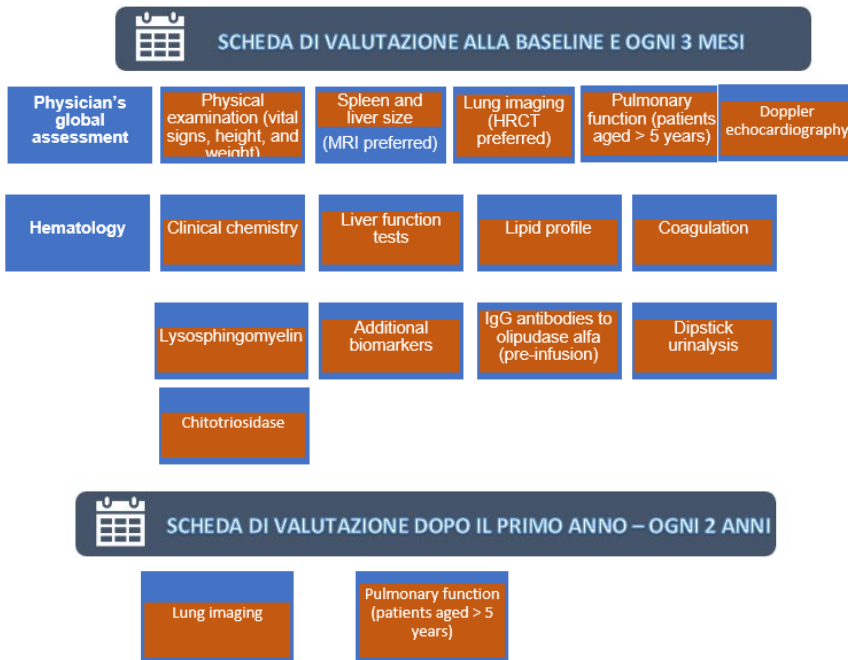 SCHEDA DI VALUTAZIONE ALLA BASELINE E OGNI 3 MESI
Physician's
global
assessment
Physical
examination (vital
signs, height, and
weight)
Spleen and
liver size
(MRI preferred)
Lung imaging
(HRCT
preferred)
Pulmonary
function (patients
aged > 5 years)
Doppler
echocardiography
Hematology
Clinical chemistry
Liver function
tests
Lipid profile
Coagulation
Lysosphingomyelin
Additional
biomarkers
IgG antibodies to
olipudase alfa
(pre-infusion)
Dipstick
urinalysis
Chitotriosidase
SCHEDA DI VALUTAZIONE DOPO IL PRIMO ANNO – OGNI 2 ANNI
Lung imaging
Pulmonary function
(patients aged > 5
years)